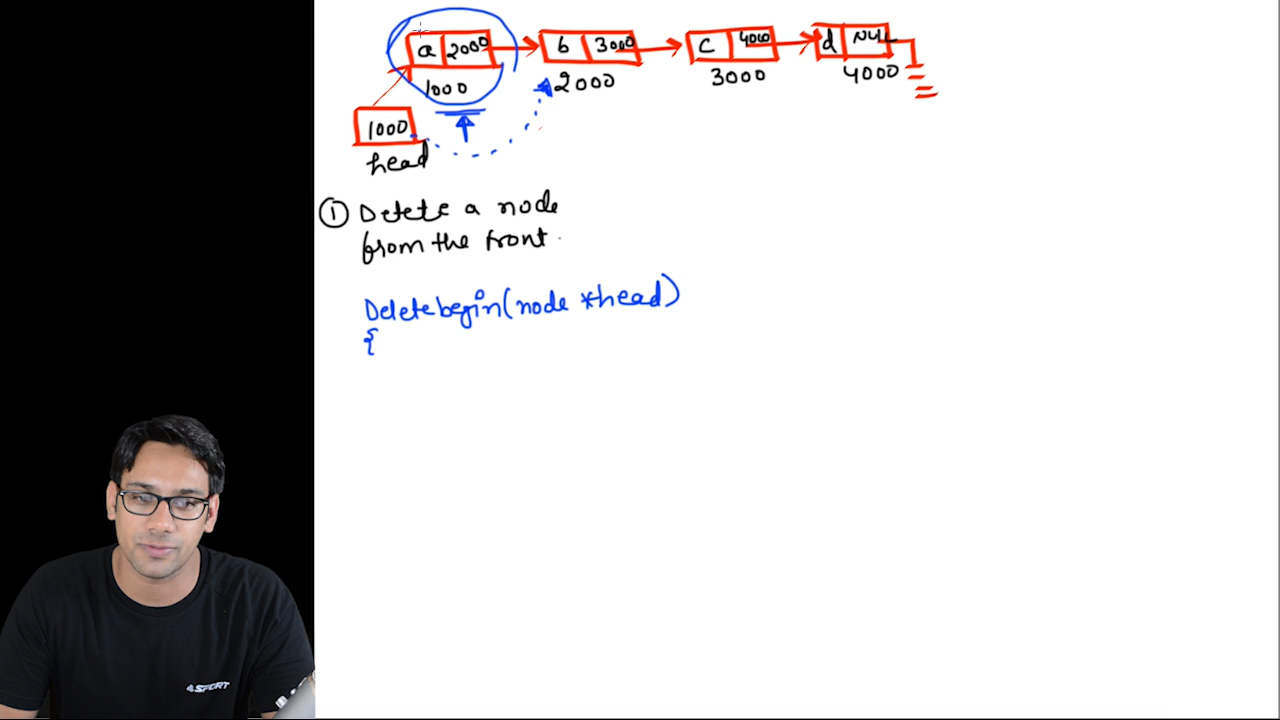 a 2000 b 3000 C 4000 d NULL
1000 2000 3000 4000
1000
head
① Delete a node
from the front.
Deletebegin(node *head)
{
SPORT